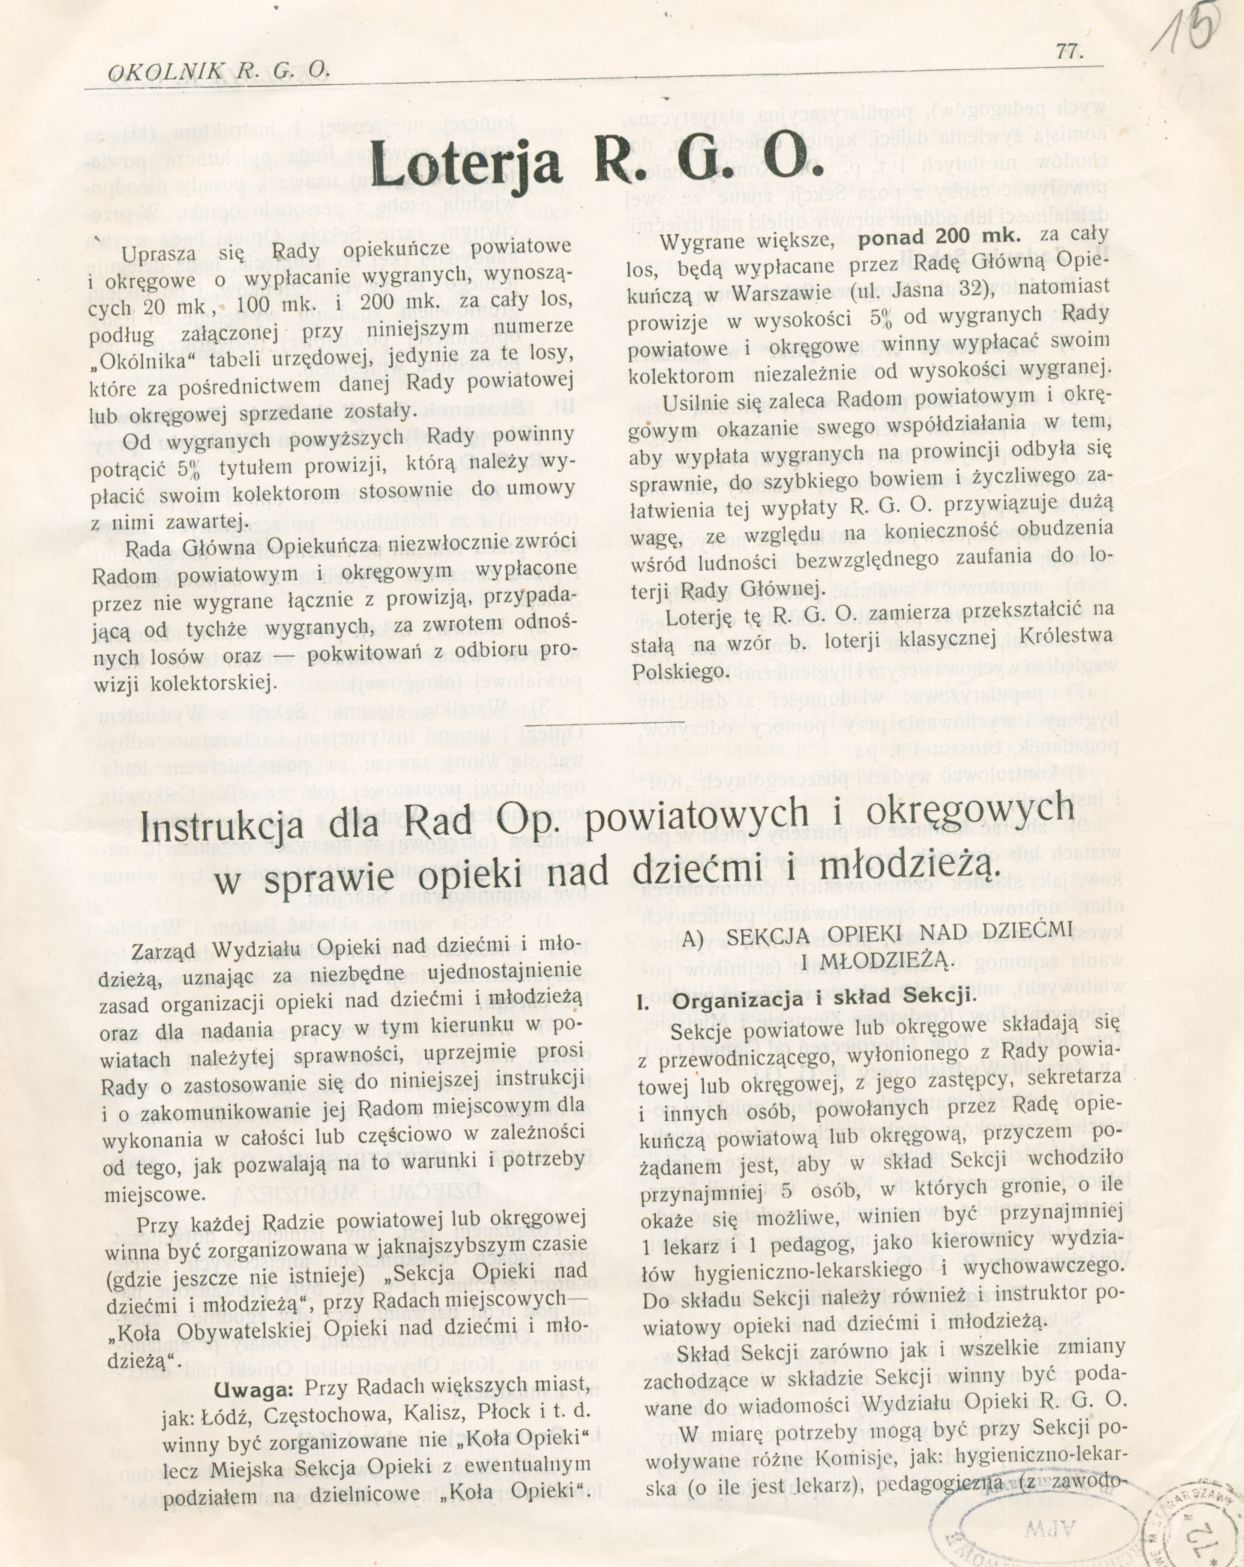 OKOLNIK R. G. O.
77.
15
Loterja R. G. O.
Uprasza się Rady opiekuńcze powiatowe
i okręgowe o wypłacanie wygranych, wynoszą-
cych 20 mk, 100 mk. i 200 mk. za cały los,
podług załączonej przy niniejszym numerze
„Okólnika“ tabeli urzędowej, jedynie za te losy,
które za pośrednictwem danej Rady powiatowej
lub okręgowej sprzedane zostały.
Od wygranych powyższych Rady powinny
potrącić 5% tytułem prowizji, którą należy wy-
płacić swoim kolektorom stosownie do umowy
z nimi zawartej.
Rada Główna Opiekuńcza niezwłocznie zwróci
Radom powiatowym i okręgowym wypłacone
przez nie wygrane łącznie z prowizją, przypada-
jącą od tychże wygranych, za zwrotem odnoś-
nych losów oraz — pokwitowań z odbioru pro-
wizji kolektorskiej.
Wygrane większe, ponad 200 mk. za cały
los, będą wypłacane przez Radę Główną Opie-
kuńczą w Warszawie (ul. Jasna 32), natomiast
prowizje w wysokości 5% od wygranych Rady
powiatowe i okręgowe winny wypłacać swoim
kolektorom niezależnie od wysokości wygranej.
Usilnie się zaleca Radom powiatowym i okrę-
gowym okazanie swego współdziałania w tem,
aby wypłata wygranych na prowincji odbyła się
sprawnie, do szybkiego bowiem i życzliwego za-
łatwienia tej wypłaty R. G. O. przywiązuje dużą
wagę, ze względu na konieczność obudzenia
wśród ludności bezwzględnego zaufania do lo-
terji Rady Głównej.
Loterję tę R. G. O. zamierza przekształcić na
stałą na wzór b. loterji klasycznej Królestwa
Polskiego.
Instrukcja dla Rad Op. powiatowych i okręgowych
w sprawie opieki nad dziećmi i młodzieżą.
Zarząd Wydziału Opieki nad dziećmi i mło-
dzieżą, uznając za niezbędne ujednostajnienie
zasad organizacji opieki nad dziećmi i młodzieżą
oraz dla nadania pracy w tym kierunku w po-
wiatach należytej sprawności, uprzejmie prosi
Rady o zastosowanie się do niniejszej instrukcji
i o zakomunikowanie jej Radom miejscowym dla
wykonania w całości lub częściowo w zależności
od tego, jak pozwalają na to warunki i potrzeby
miejscowe.
Przy każdej Radzie powiatowej lub okręgowej
winna być zorganizowana w jaknajszybszym czasie
(gdzie jeszcze nie istnieje) „Sekcja Opieki nad
dziećmi i młodzieżą“, przy Radach miejscowych—
„Koła Obywatelskiej Opieki nad dziećmi i mło-
dzieżą“.
Uwaga: Przy Radach większych miast,
jak: Łódź, Częstochowa, Kalisz, Płock i t. d.
winny być zorganizowane nie „Koła Opieki“
lecz Miejska Sekcja Opieki z ewentualnym
podziałem na dzielnicowe „Koła Opieki“.
A) SEKCJA OPIEKI NAD DZIEĆMI
I MŁODZIEŻĄ.
I. Organizacja i skład Sekcji.
Sekcje powiatowe lub okręgowe składają się
z przewodniczącego, wyłonionego z Rady powia-
towej lub okręgowej, z jego zastępcy, sekretarza
i innych osób, powołanych przez Radę opie-
kuńczą powiatową lub okręgową, przyczem po-
żądanem jest, aby w skład Sekcji wchodziło
przynajmniej 5 osób, w których gronie, o ile
okaże się możliwe, winien być przynajmniej
1 lekarz i 1 pedagog, jako kierownicy wydzia-
łów hygieniczno-lekarskiego i wychowawczego.
Do składu Sekcji należy również i instruktor po-
wiatowy opieki nad dziećmi i młodzieżą.
Skład Sekcji zarówno jak i wszelkie zmiany
zachodzące w składzie Sekcji winny być poda-
wane do wiadomości Wydziału Opieki R. G. O.
W miarę potrzeby mogą być przy Sekcji po-
woływane różne Komisje, jak: hygieniczno-lekar-
ska (o ile jest lekarz), pedagogiczna (z zawodo-
APW